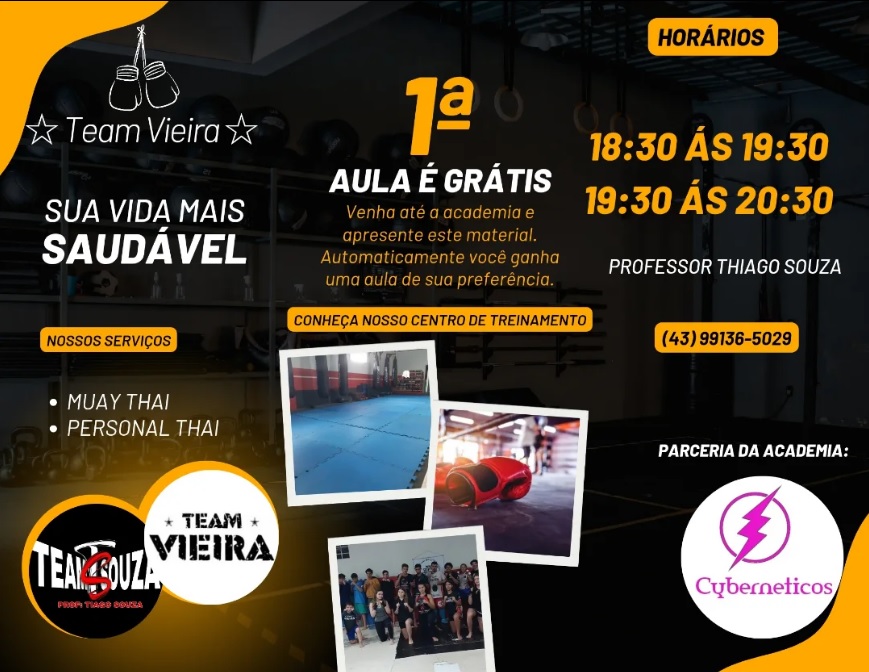 ☆ Team Vieira ☆
SUA VIDA MAIS
SAUDÁVEL
NOSSOS SERVIÇOS
• MUAY THAI
• PERSONAL THAI
TEAM SOUZA
PROF: TIAGO SOUZA
★ TEAM ★
VIEIRA
1ª
AULA É GRÁTIS
Venha até a academia e
apresente este material.
Automaticamente você ganha
uma aula de sua preferência.
CONHEÇA NOSSO CENTRO DE TREINAMENTO
HORÁRIOS
18:30 ÁS 19:30
19:30 ÁS 20:30
PROFESSOR THIAGO SOUZA
(43) 99136-5029
PARCERIA DA ACADEMIA:
Cyberneticos